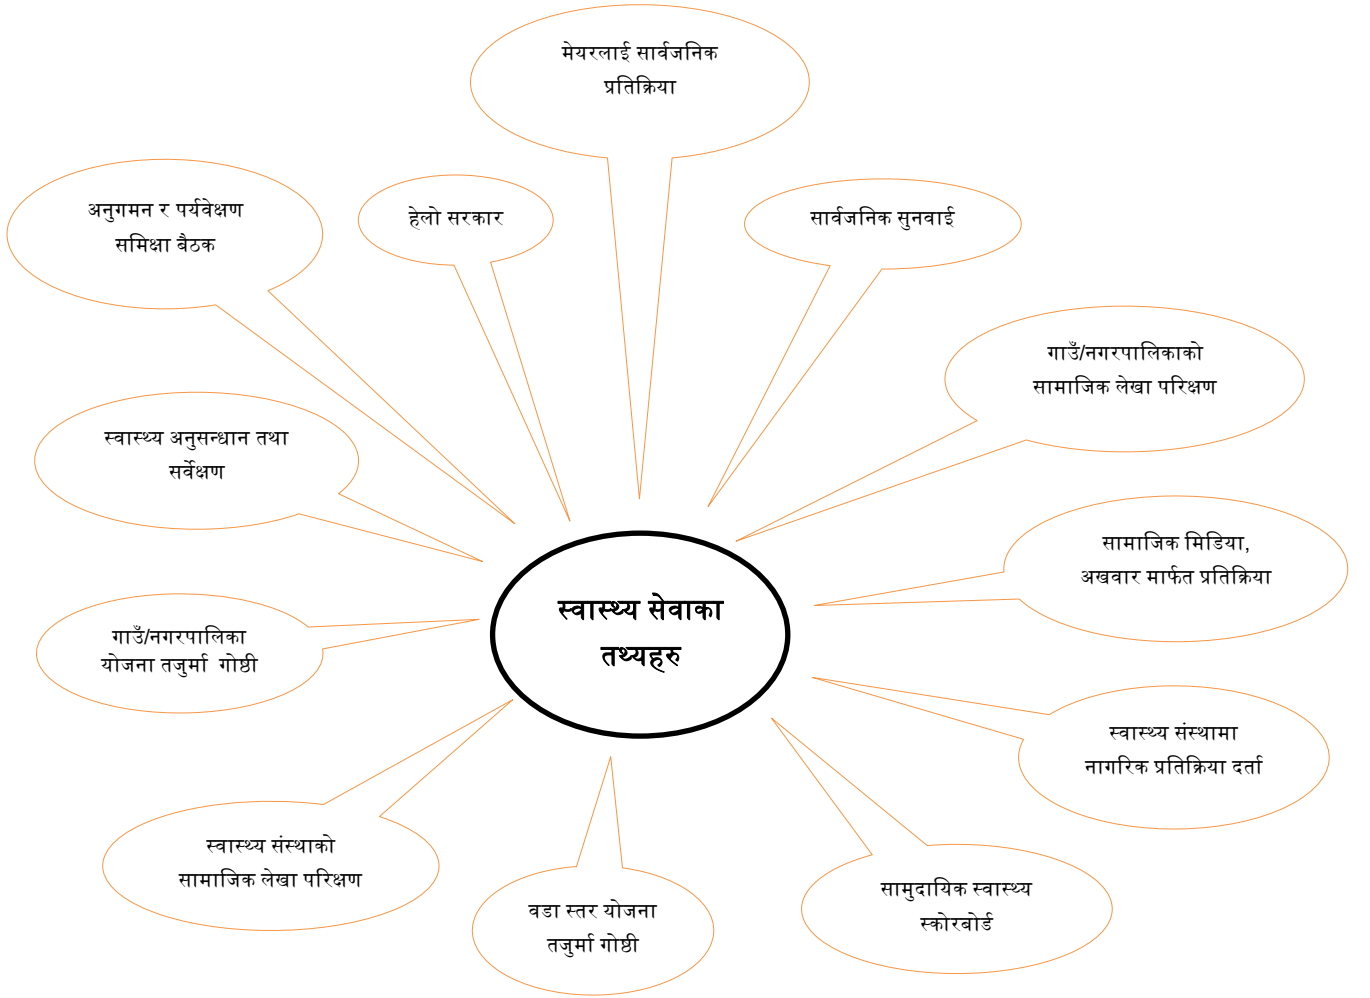 मेयरलाई सार्वजनिक
प्रतिक्रिया
अनुगमन र पर्यवेक्षण
समिक्षा बैठक
हेलो सरकार
सार्वजनिक सुनवाई
गाउँ/नगरपालिकाको
सामाजिक लेखा परिक्षण
स्वास्थ्य अनुसन्धान तथा
सर्वेक्षण
सामाजिक मिडिया,
अखवार मार्फत प्रतिक्रिया
स्वास्थ्य सेवाका
तथ्यहरु
गाउँ/नगरपालिका
योजना तजुर्मा गोष्ठी
स्वास्थ्य संस्थामा
नागरिक प्रतिक्रिया दर्ता
स्वास्थ्य संस्थाको
सामाजिक लेखा परिक्षण
वडा स्तर योजना
तजुर्मा गोष्ठी
सामुदायिक स्वास्थ्य
स्कोरबोर्ड